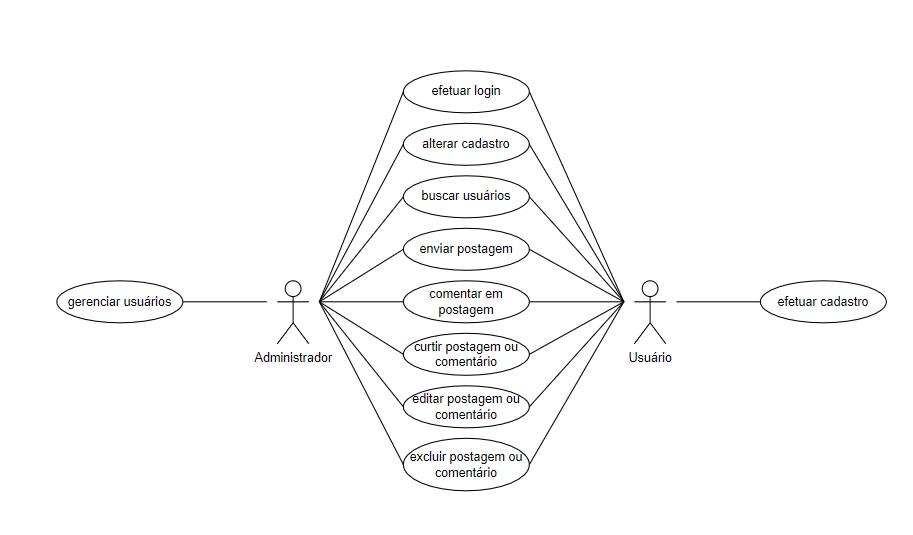 efetuar login
alterar cadastro
buscar usuários
enviar postagem
gerenciar usuários
comentar em
postagem
efetuar cadastro
curtir postagem ou
comentário
Administrador
Usuário
editar postagem ou
comentário
excluir postagem ou
comentário